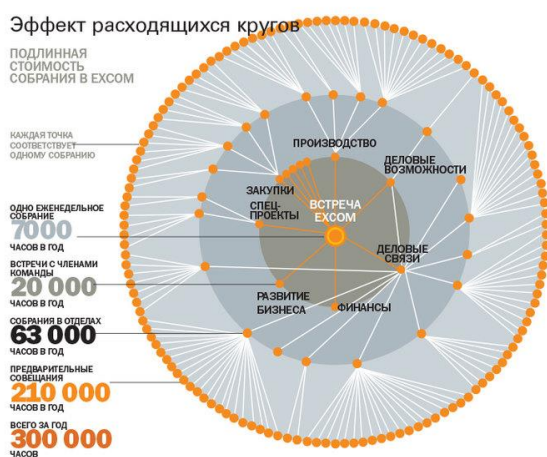 Эффект расходящихся кругов
ПОДЛИННАЯ
СТОИМОСТЬ
СОБРАНИЯ В EXCOM
КАЖДАЯ ТОЧКА
СООТВЕТСТВУЕТ
ОДНОМУ СОБРАНИЮ
ОДНО ЕЖЕНЕДЕЛЬНОЕ
СОБРАНИЕ
7000
ЧАСОВ В ГОД
ВСТРЕЧИ С ЧЛЕНАМИ
КОМАНДЫ
20 000
ЧАСОВ В ГОД
СОБРАНИЯ В ОТДЕЛАХ
63 000
ЧАСОВ В ГОД
ПРЕДВАРИТЕЛЬНЫЕ
СОВЕЩАНИЯ
210 000
ЧАСОВ В ГОД
ВСЕГО ЗА ГОД
300 000
ЧАСОВ
ПРОИЗВОДСТВО
ДЕЛОВЫЕ
ВОЗМОЖНОСТИ
ЗАКУПКИ
СПЕЦ-
ПРОЕКТЫ
ВСТРЕЧА
EXCOM
ДЕЛОВЫЕ
СВЯЗИ
РАЗВИТИЕ
БИЗНЕСА
ФИНАНСЫ